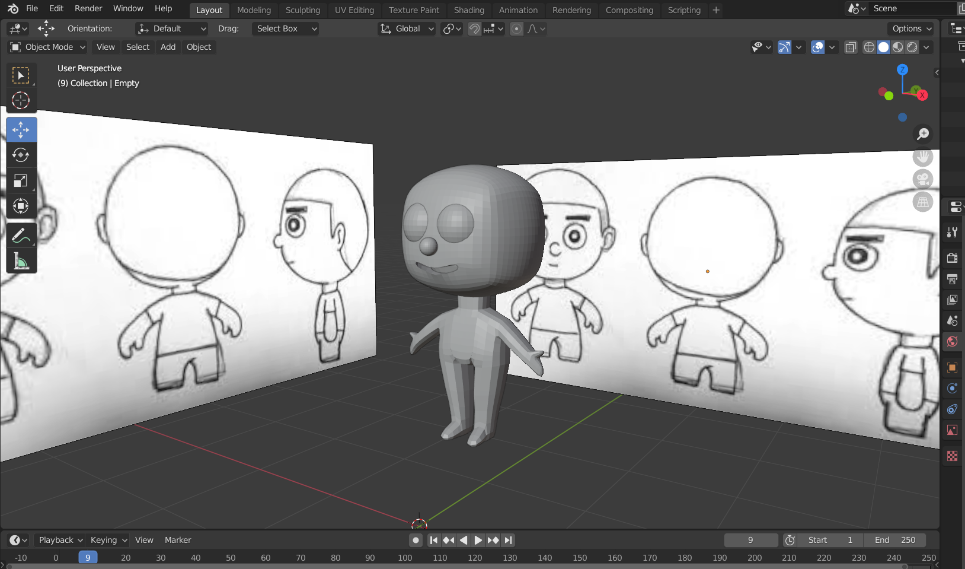 File Edit Render Window Help Layout Modeling Sculpting UV Editing Texture Paint Shading Animation Rendering Compositing Scripting + Scene
Orientation: Default Drag: Select Box Global Options
Object Mode View Select Add Object
User Perspective
(9) Collection | Empty
Z
Y
X
Playback Keying View Marker 9 Start 1 End 250
-10 0 9 20 30 40 50 60 70 80 90 100 110 120 130 140 150 160 170 180 190 200 210 220 230 240 250